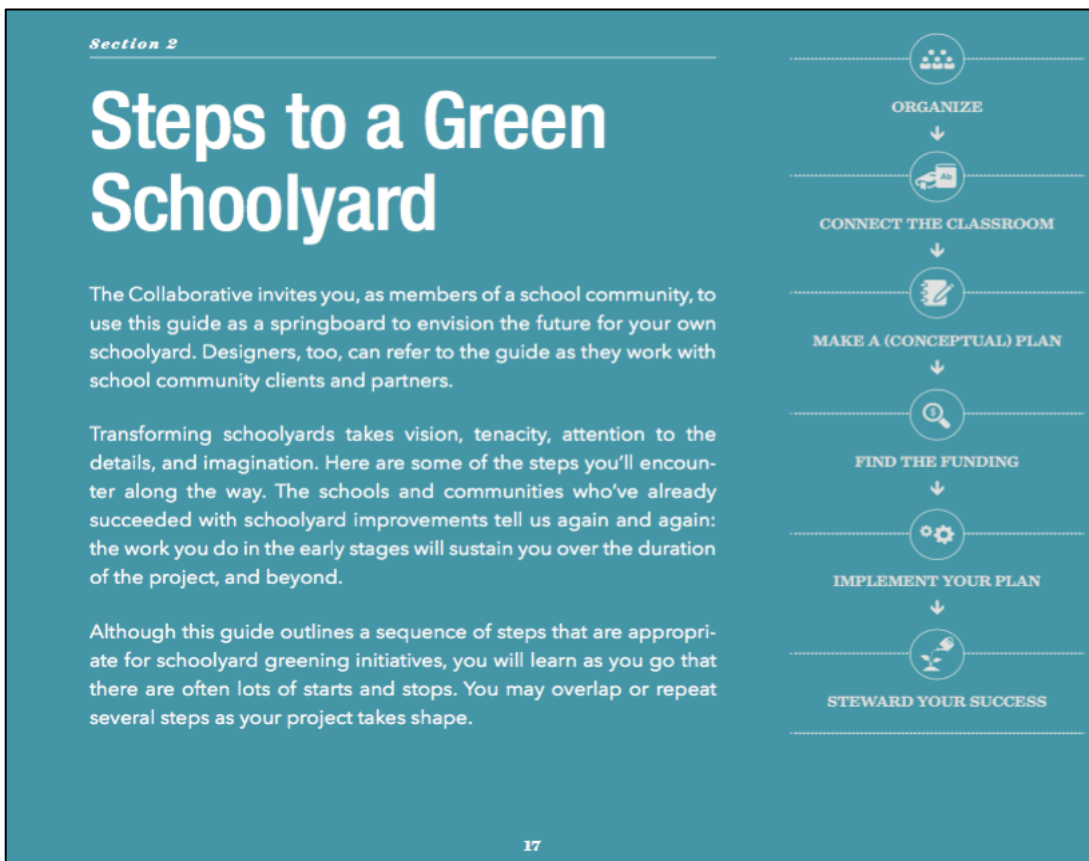 Section 2
Steps to a Green
Schoolyard
The Collaborative invites you, as members of a school community, to
use this guide as a springboard to envision the future for your own
schoolyard. Designers, too, can refer to the guide as they work with
school community clients and partners.
Transforming schoolyards takes vision, tenacity, attention to the
details, and imagination. Here are some of the steps you'll encoun-
ter along the way. The schools and communities who've already
succeeded with schoolyard improvements tell us again and again:
the work you do in the early stages will sustain you over the duration
of the project, and beyond.
Although this guide outlines a sequence of steps that are appropri-
ate for schoolyard greening initiatives, you will learn as you go that
there are often lots of starts and stops. You may overlap or repeat
several steps as your project takes shape.
ORGANIZE
Ab
CONNECT THE CLASSROOM
MAKE A (CONCEPTUAL) PLAN
$
FIND THE FUNDING
IMPLEMENT YOUR PLAN
STEWARD YOUR SUCCESS
17